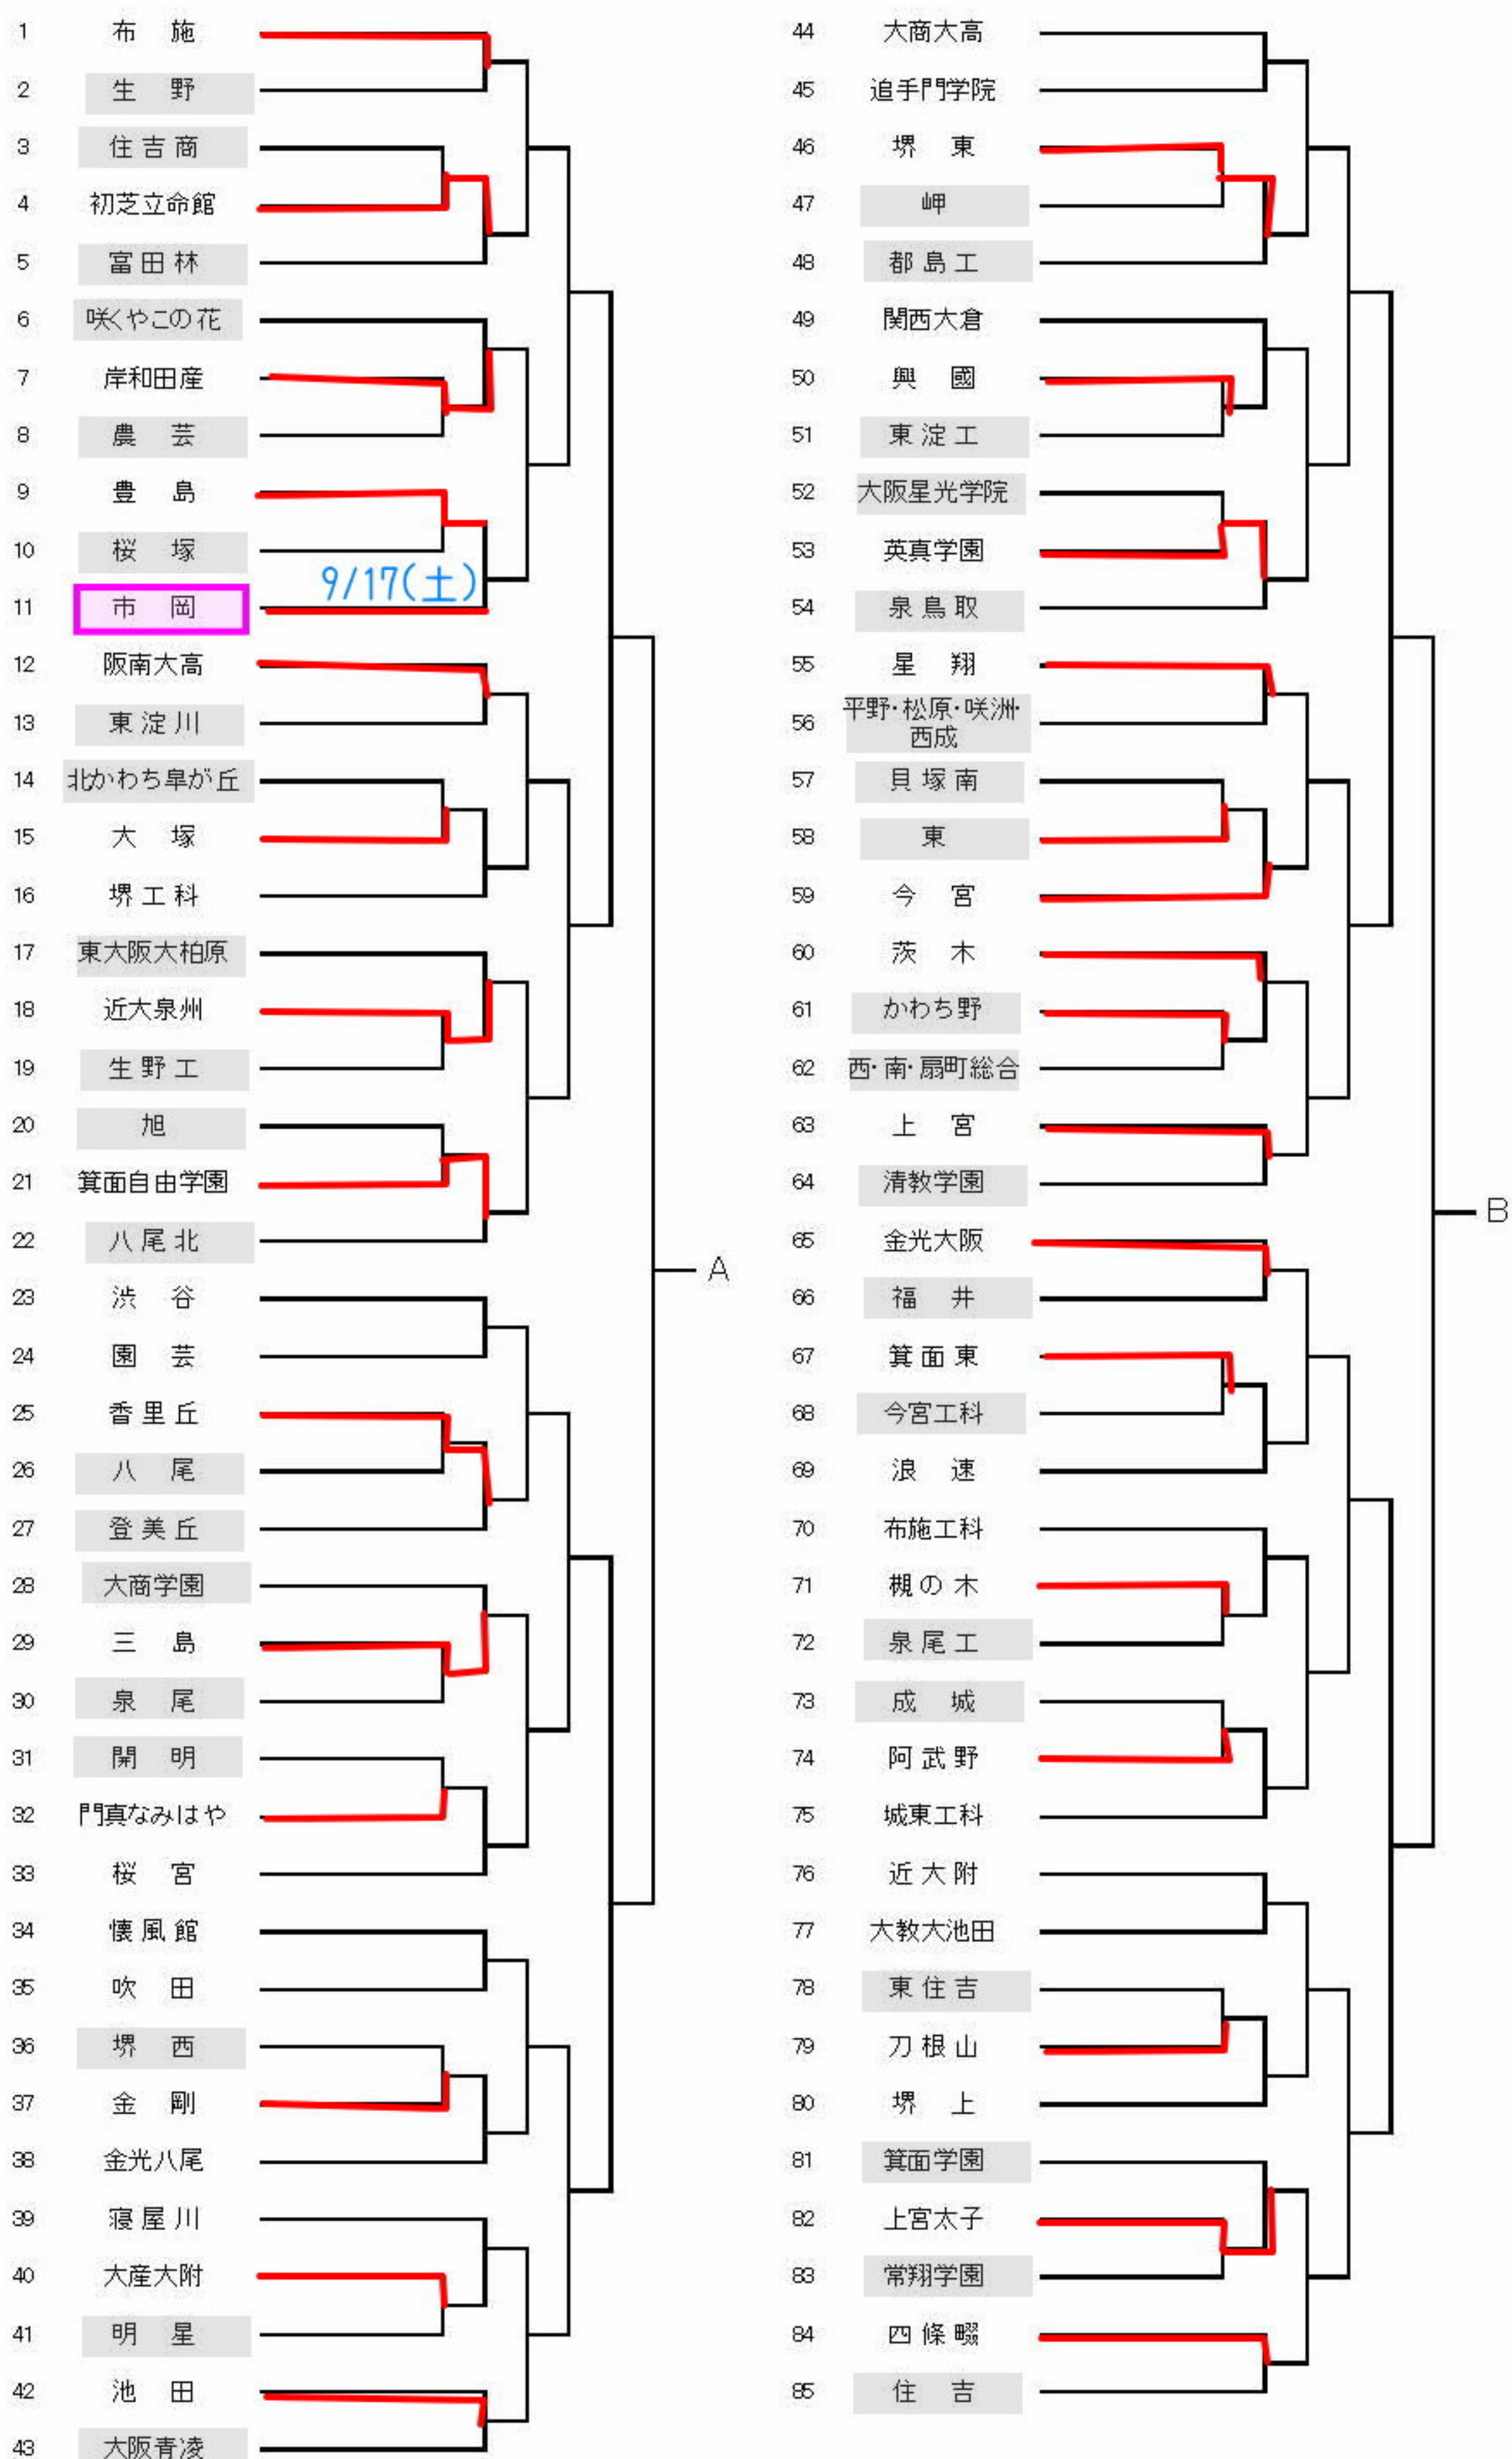 1 布 施
2 生 野
3 住吉商
4 初芝立命館
5 富田林
6 咲くやこの花
7 岸和田産
8 農 芸
9 豊 島
10 桜 塚
9/17(土)
11 市 岡
12 阪南大高
13 東淀川
14 北かわち皐が丘
15 大 塚
16 堺工科
17 東大阪大柏原
18 近大泉州
19 生野工
20 旭
21 箕面自由学園
22 八尾北
A
23 渋 谷
24 園 芸
25 香里丘
26 八 尾
27 登美丘
28 大商学園
29 三 島
30 泉 尾
31 開 明
32 門真なみはや
33 桜 宮
34 懐風館
35 吹 田
36 堺 西
37 金 剛
38 金光八尾
39 寝屋川
40 大産大附
41 明 星
42 池 田
43 大阪青凌
44 大商大高
45 追手門学院
46 堺 東
47 岬
48 都島工
49 関西大倉
50 興 國
51 東淀工
52 大阪星光学院
53 英真学園
54 泉鳥取
55 星 翔
56 平野・松原・咲洲・
西成
57 貝塚南
58 東
59 今 宮
60 茨 木
61 かわち野
62 西・南・扇町総合
63 上 宮
64 清教学園
B
65 金光大阪
66 福 井
67 箕面東
68 今宮工科
69 浪 速
70 布施工科
71 槻の木
72 泉尾工
73 成 城
74 阿武野
75 城東工科
76 近大附
77 大教大池田
78 東住吉
79 刀根山
80 堺 上
81 箕面学園
82 上宮太子
83 常翔学園
84 四條畷
85 住 吉